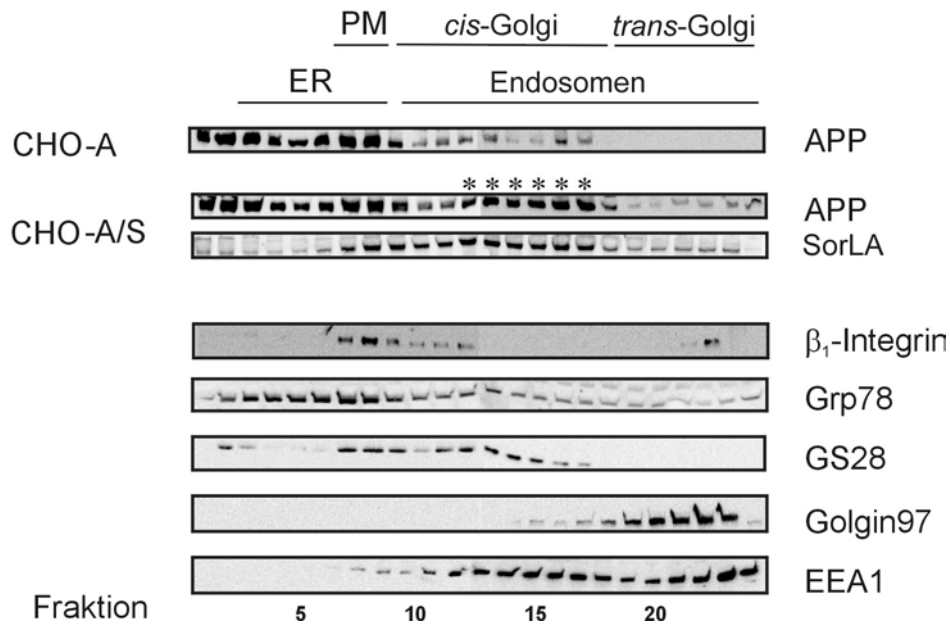 PM cis-Golgi trans-Golgi
ER Endosomen
CHO-A APP
* * * * * *
CHO-A/S APP
SorLA
β1-Integrin
Grp78
GS28
Golgin97
EEA1
Fraktion 5 10 15 20